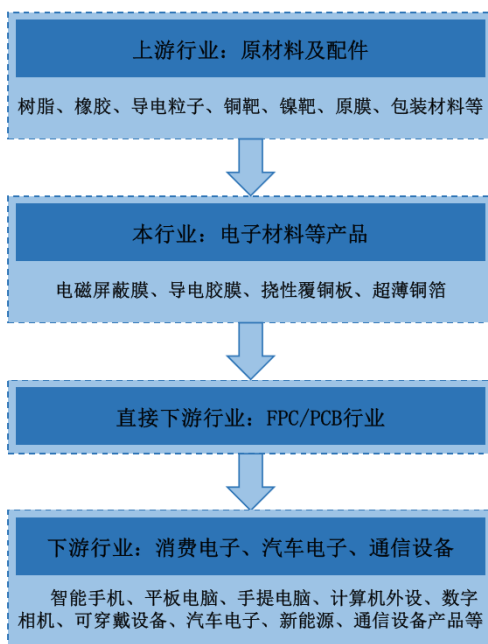 上游行业：原材料及配件
树脂、橡胶、导电粒子、铜靶、镍靶、原膜、包装材料等
本行业：电子材料等产品
电磁屏蔽膜、导电胶膜、挠性覆铜板、超薄铜箔
直接下游行业：FPC/PCB行业
下游行业：消费电子、汽车电子、通信设备
智能手机、平板电脑、手提电脑、计算机外设、数字
相机、可穿戴设备、汽车电子、新能源、通信设备产品等